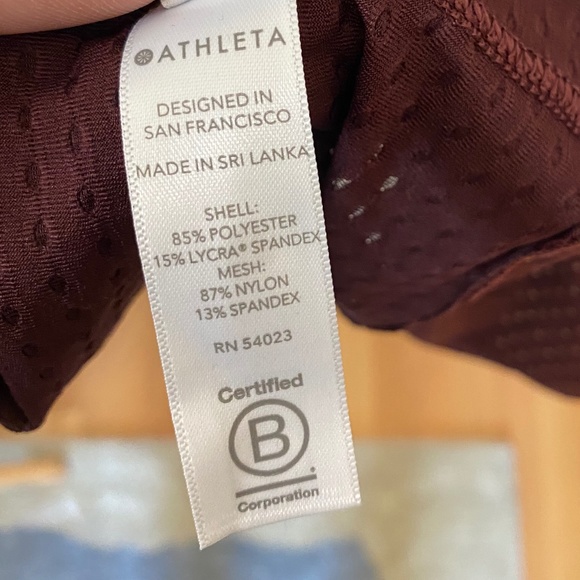 ATHLETA
DESIGNED IN
SAN FRANCISCO
MADE IN SRI LANKA
SHELL:
85% POLYESTER
15% LYCRA® SPANDEX
MESH:
87% NYLON
13% SPANDEX
RN 54023
Certified
B
Corporation